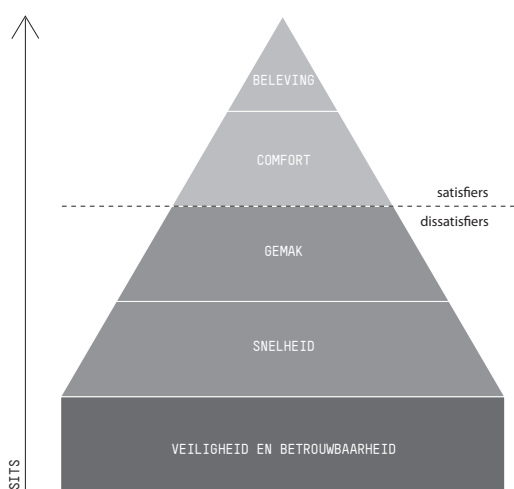 BELEVING
COMFORT
satisfiers
dissatisfiers
GEMAK
SNELHEID
VEILIGHEID EN BETROUWBAARHEID
SITS